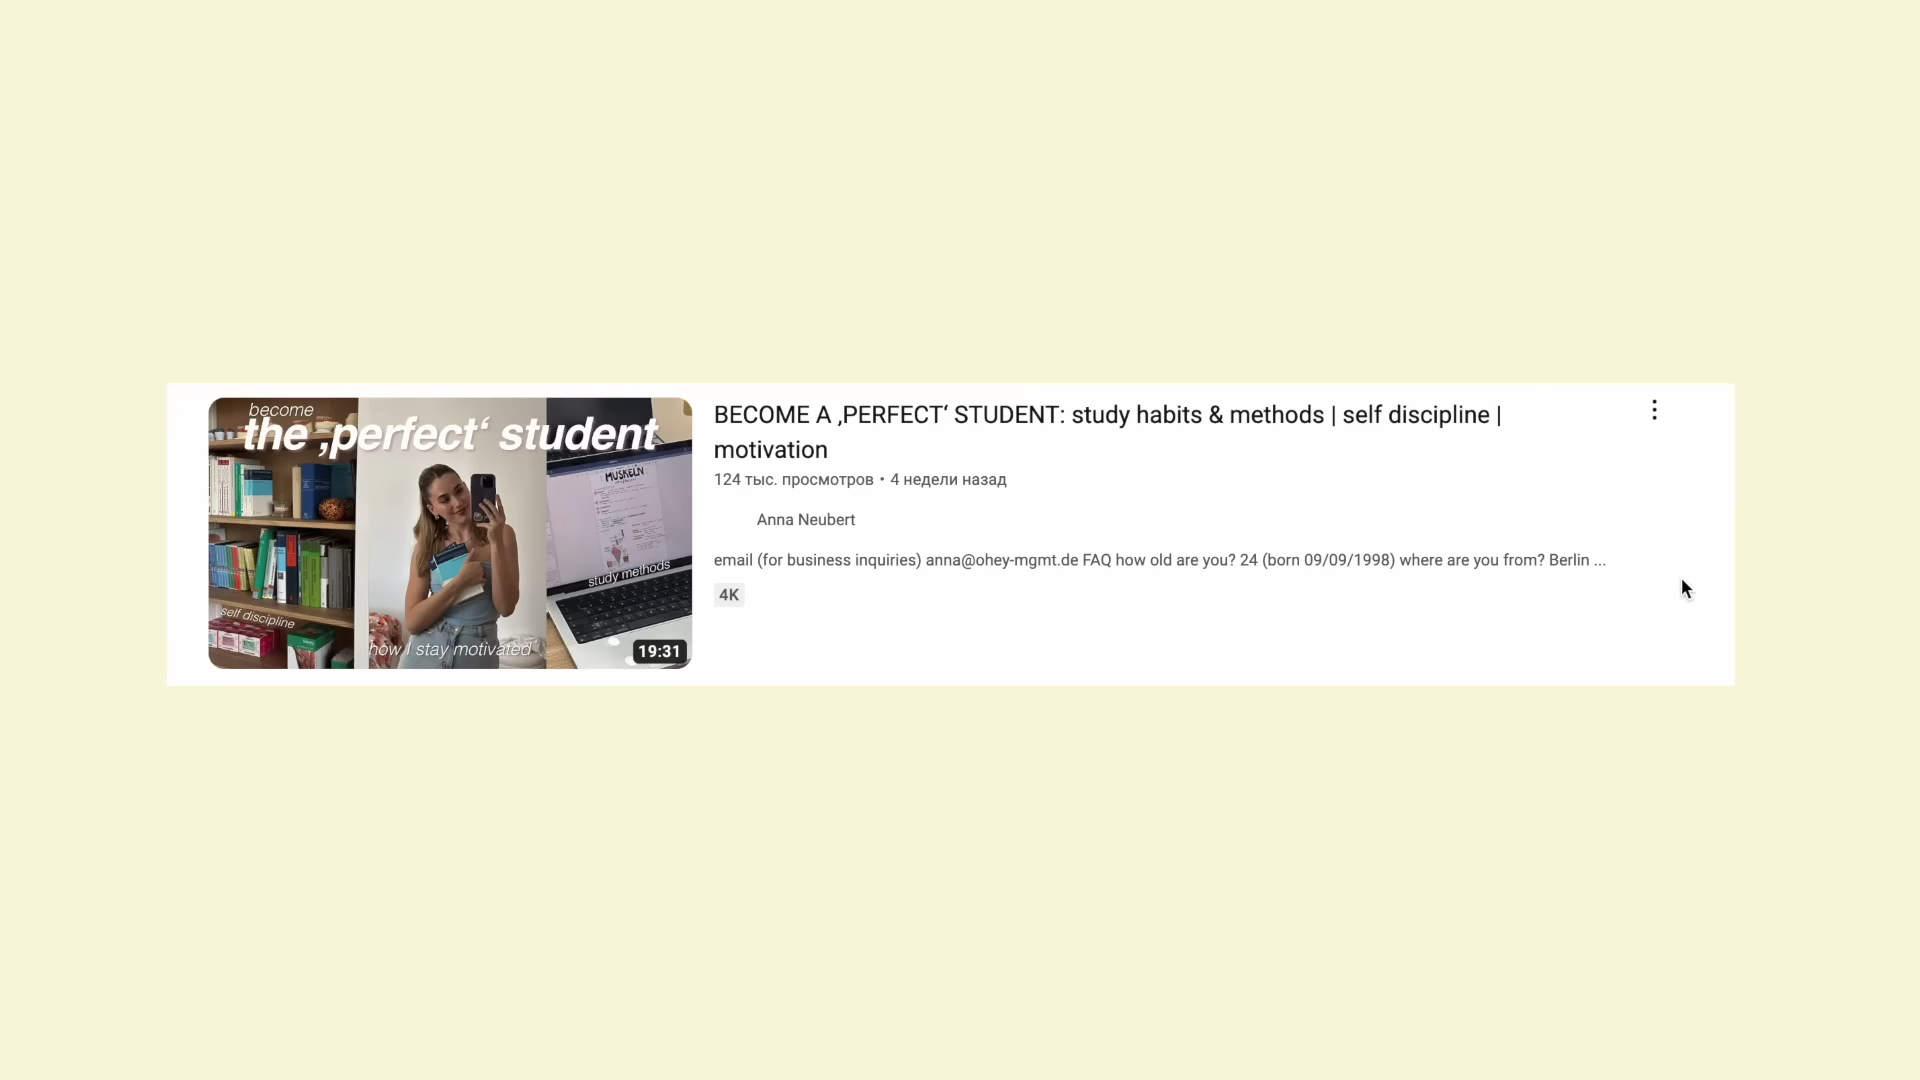 become
the ‚perfect‘ student
MUSKELN
study methods
self discipline
how I stay motivated
19:31
BECOME A ‚PERFECT‘ STUDENT: study habits & methods | self discipline |
motivation
124 тыс. просмотров • 4 недели назад
Anna Neubert
email (for business inquiries) anna@ohey-mgmt.de FAQ how old are you? 24 (born 09/09/1998) where are you from? Berlin ...
4K